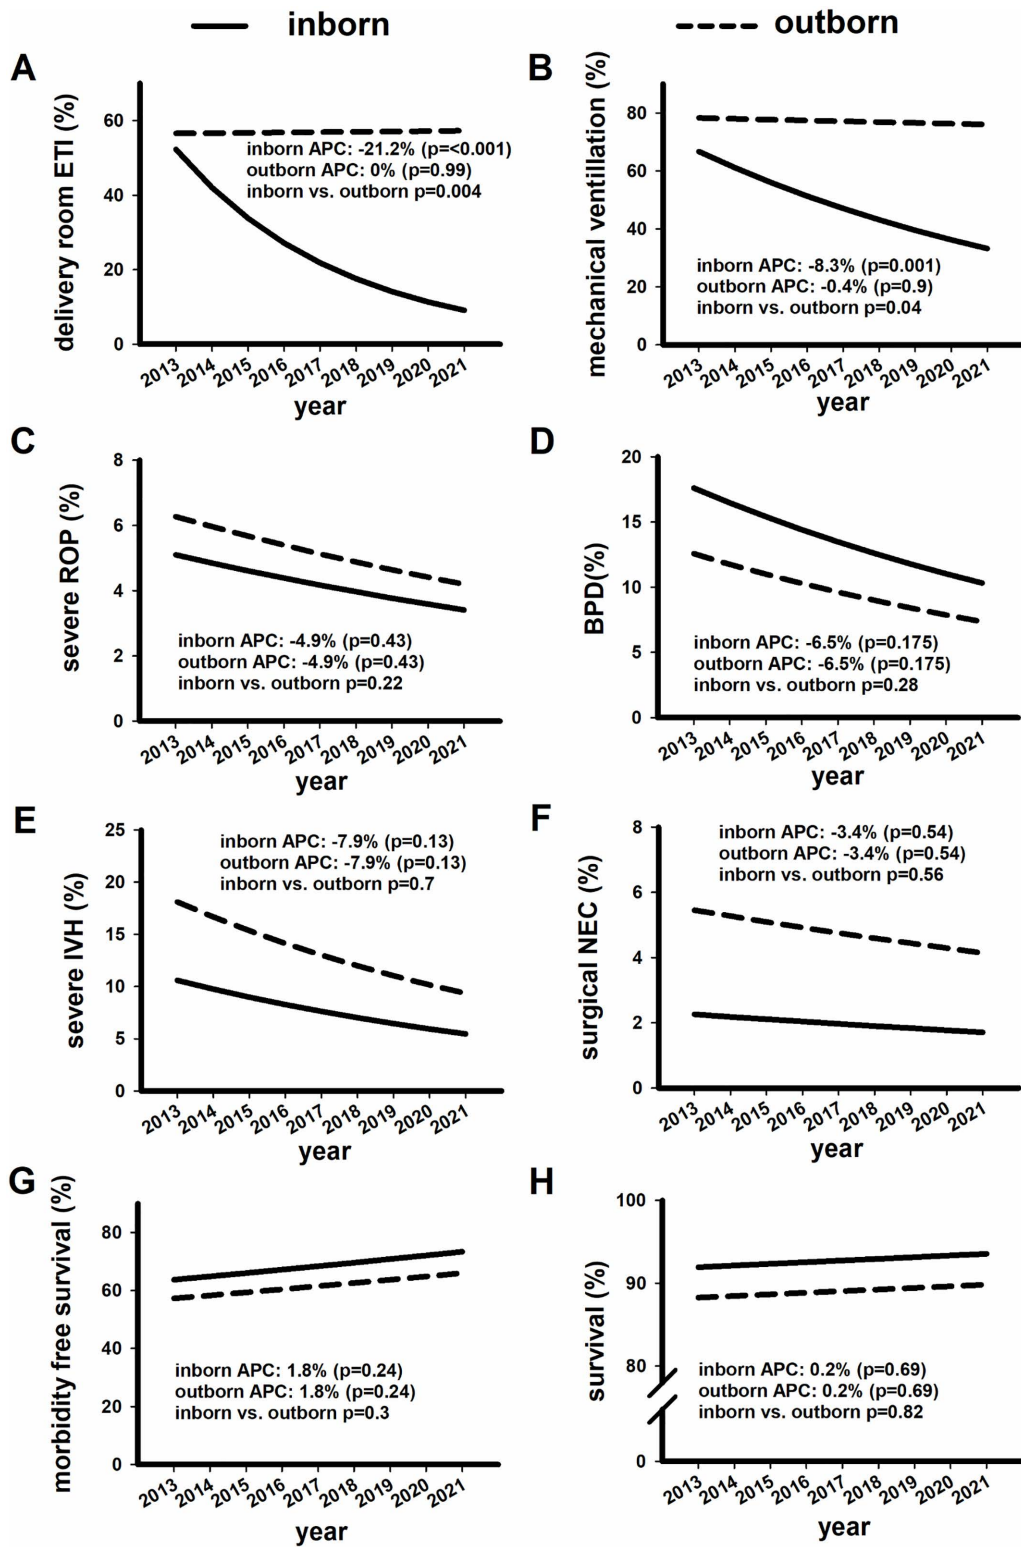 inborn
outborn
A
delivery room ETI (%)
60
40
20
0
inborn APC: -21.2% (p=<0.001)
outborn APC: 0% (p=0.99)
inborn vs. outborn p=0.004
2013 2014 2015 2016 2017 2018 2019 2020 2021
year
B
mechanical ventillation (%)
80
60
40
20
0
inborn APC: -8.3% (p=0.001)
outborn APC: -0.4% (p=0.9)
inborn vs. outborn p=0.04
2013 2014 2015 2016 2017 2018 2019 2020 2021
year
C
severe ROP (%)
8
6
4
2
0
inborn APC: -4.9% (p=0.43)
outborn APC: -4.9% (p=0.43)
inborn vs. outborn p=0.22
2013 2014 2015 2016 2017 2018 2019 2020 2021
year
D
BPD(%)
20
15
10
5
0
inborn APC: -6.5% (p=0.175)
outborn APC: -6.5% (p=0.175)
inborn vs. outborn p=0.28
2013 2014 2015 2016 2017 2018 2019 2020 2021
year
E
severe IVH (%)
25
20
15
10
5
0
inborn APC: -7.9% (p=0.13)
outborn APC: -7.9% (p=0.13)
inborn vs. outborn p=0.7
2013 2014 2015 2016 2017 2018 2019 2020 2021
year
F
surgical NEC (%)
8
6
4
2
0
inborn APC: -3.4% (p=0.54)
outborn APC: -3.4% (p=0.54)
inborn vs. outborn p=0.56
2013 2014 2015 2016 2017 2018 2019 2020 2021
year
G
morbidity free survival (%)
80
60
40
20
0
inborn APC: 1.8% (p=0.24)
outborn APC: 1.8% (p=0.24)
inborn vs. outborn p=0.3
2013 2014 2015 2016 2017 2018 2019 2020 2021
year
H
survival (%)
100
90
80
0
inborn APC: 0.2% (p=0.69)
outborn APC: 0.2% (p=0.69)
inborn vs. outborn p=0.82
2013 2014 2015 2016 2017 2018 2019 2020 2021
year